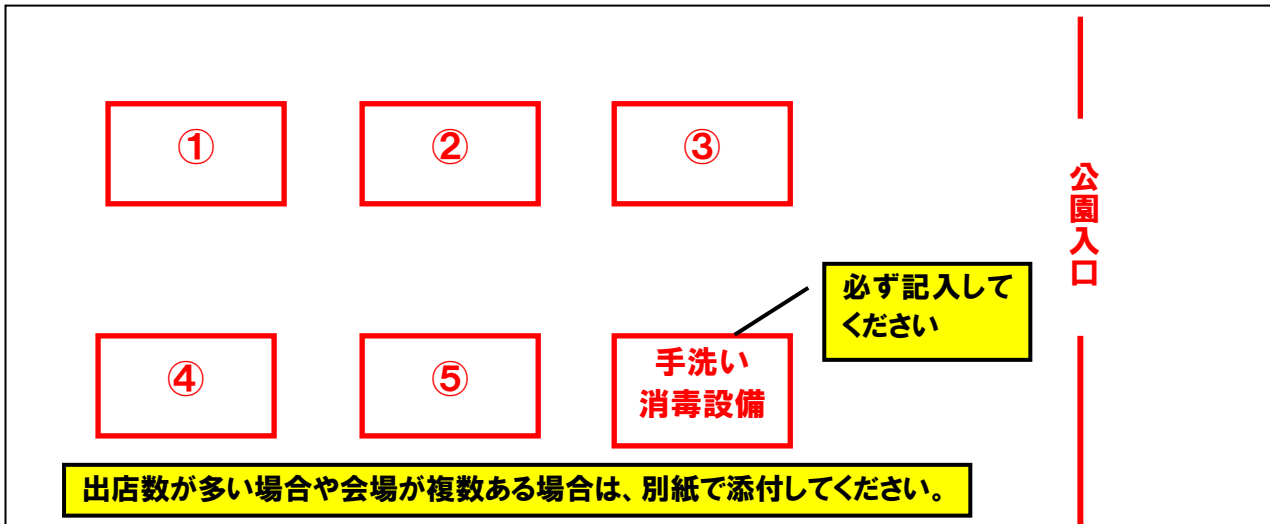 ①
②
③
公園入口
必ず記入して
ください
④
⑤
手洗い
消毒設備
出店数が多い場合や会場が複数ある場合は、別紙で添付してください。